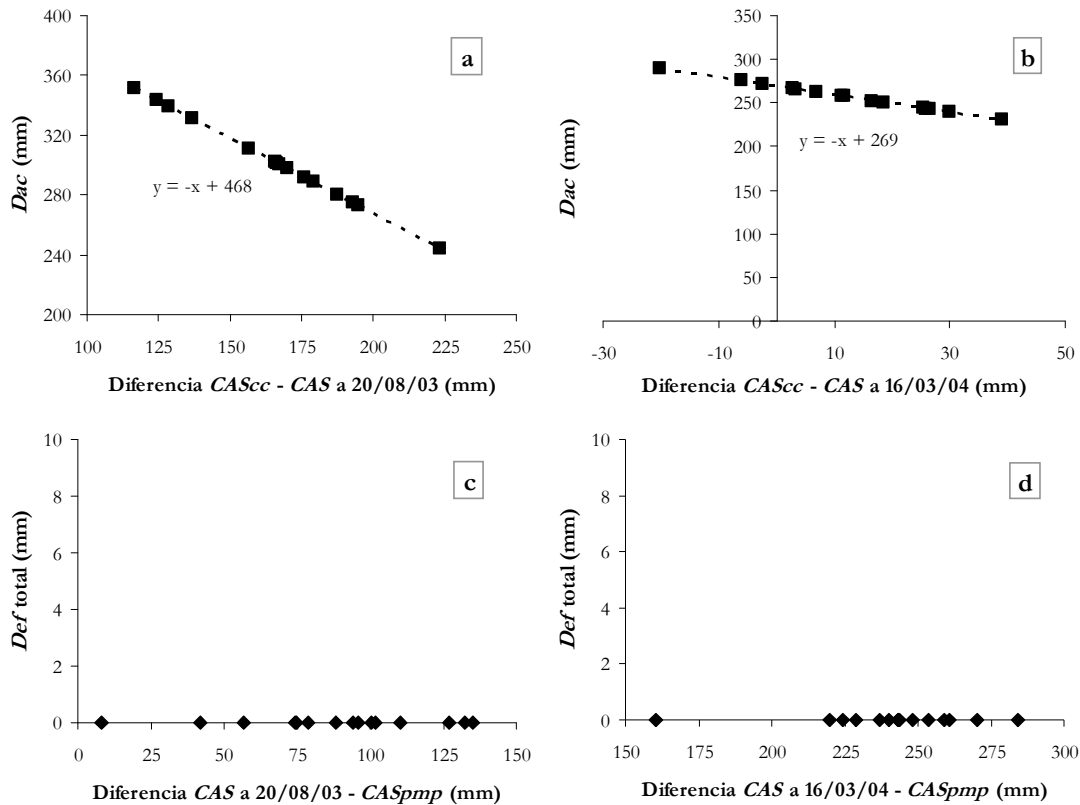 400
360
320
280
240
200
Dac (mm)
a
y = -x + 468
100 125 150 175 200 225 250
Diferencia CAScc - CAS a 20/08/03 (mm)
350
300
250
200
150
100
50
0
Dac (mm)
b
y = -x + 269
-30 -10 10 30 50
Diferencia CAScc - CAS a 16/03/04 (mm)
10
8
6
4
2
0
Def total (mm)
c
0 25 50 75 100 125 150
Diferencia CAS a 20/08/03 - CASpmp (mm)
10
8
6
4
2
0
Def total (mm)
d
150 175 200 225 250 275 300
Diferencia CAS a 16/03/04 - CASpmp (mm)